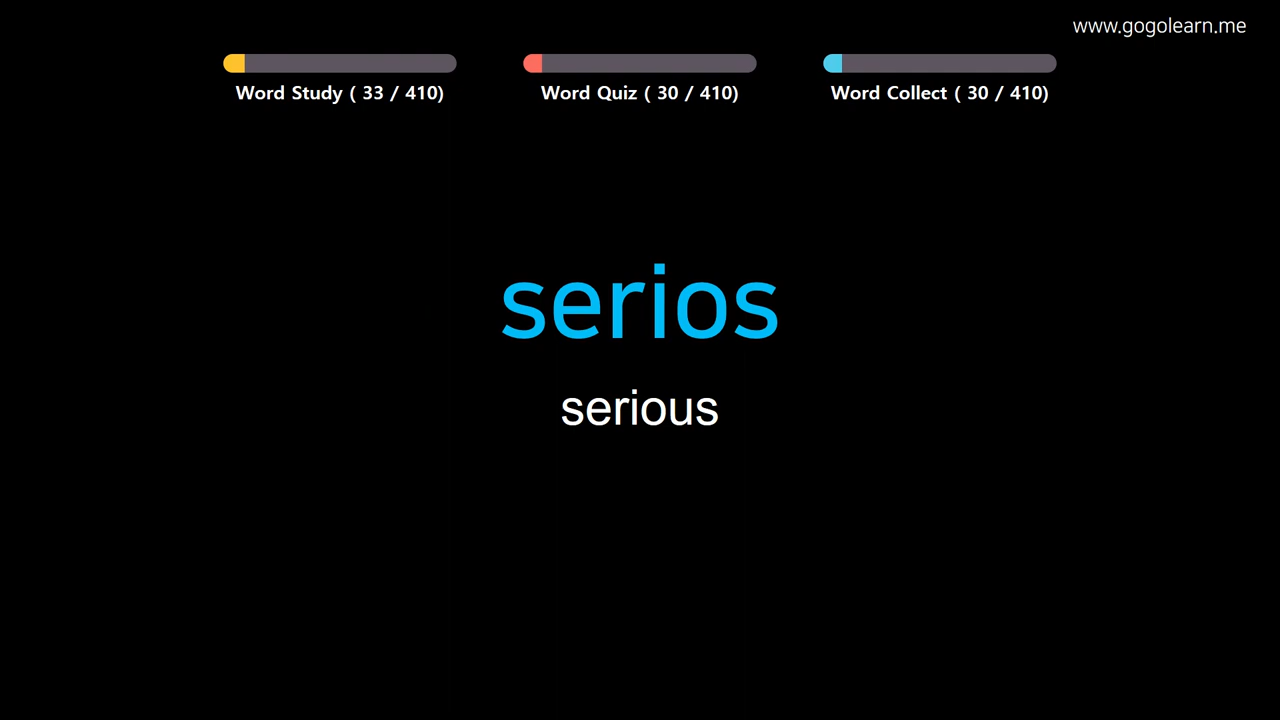 www.gogolearn.me
Word Study ( 33 / 410)
Word Quiz ( 30 / 410)
Word Collect ( 30 / 410)
serios
serious